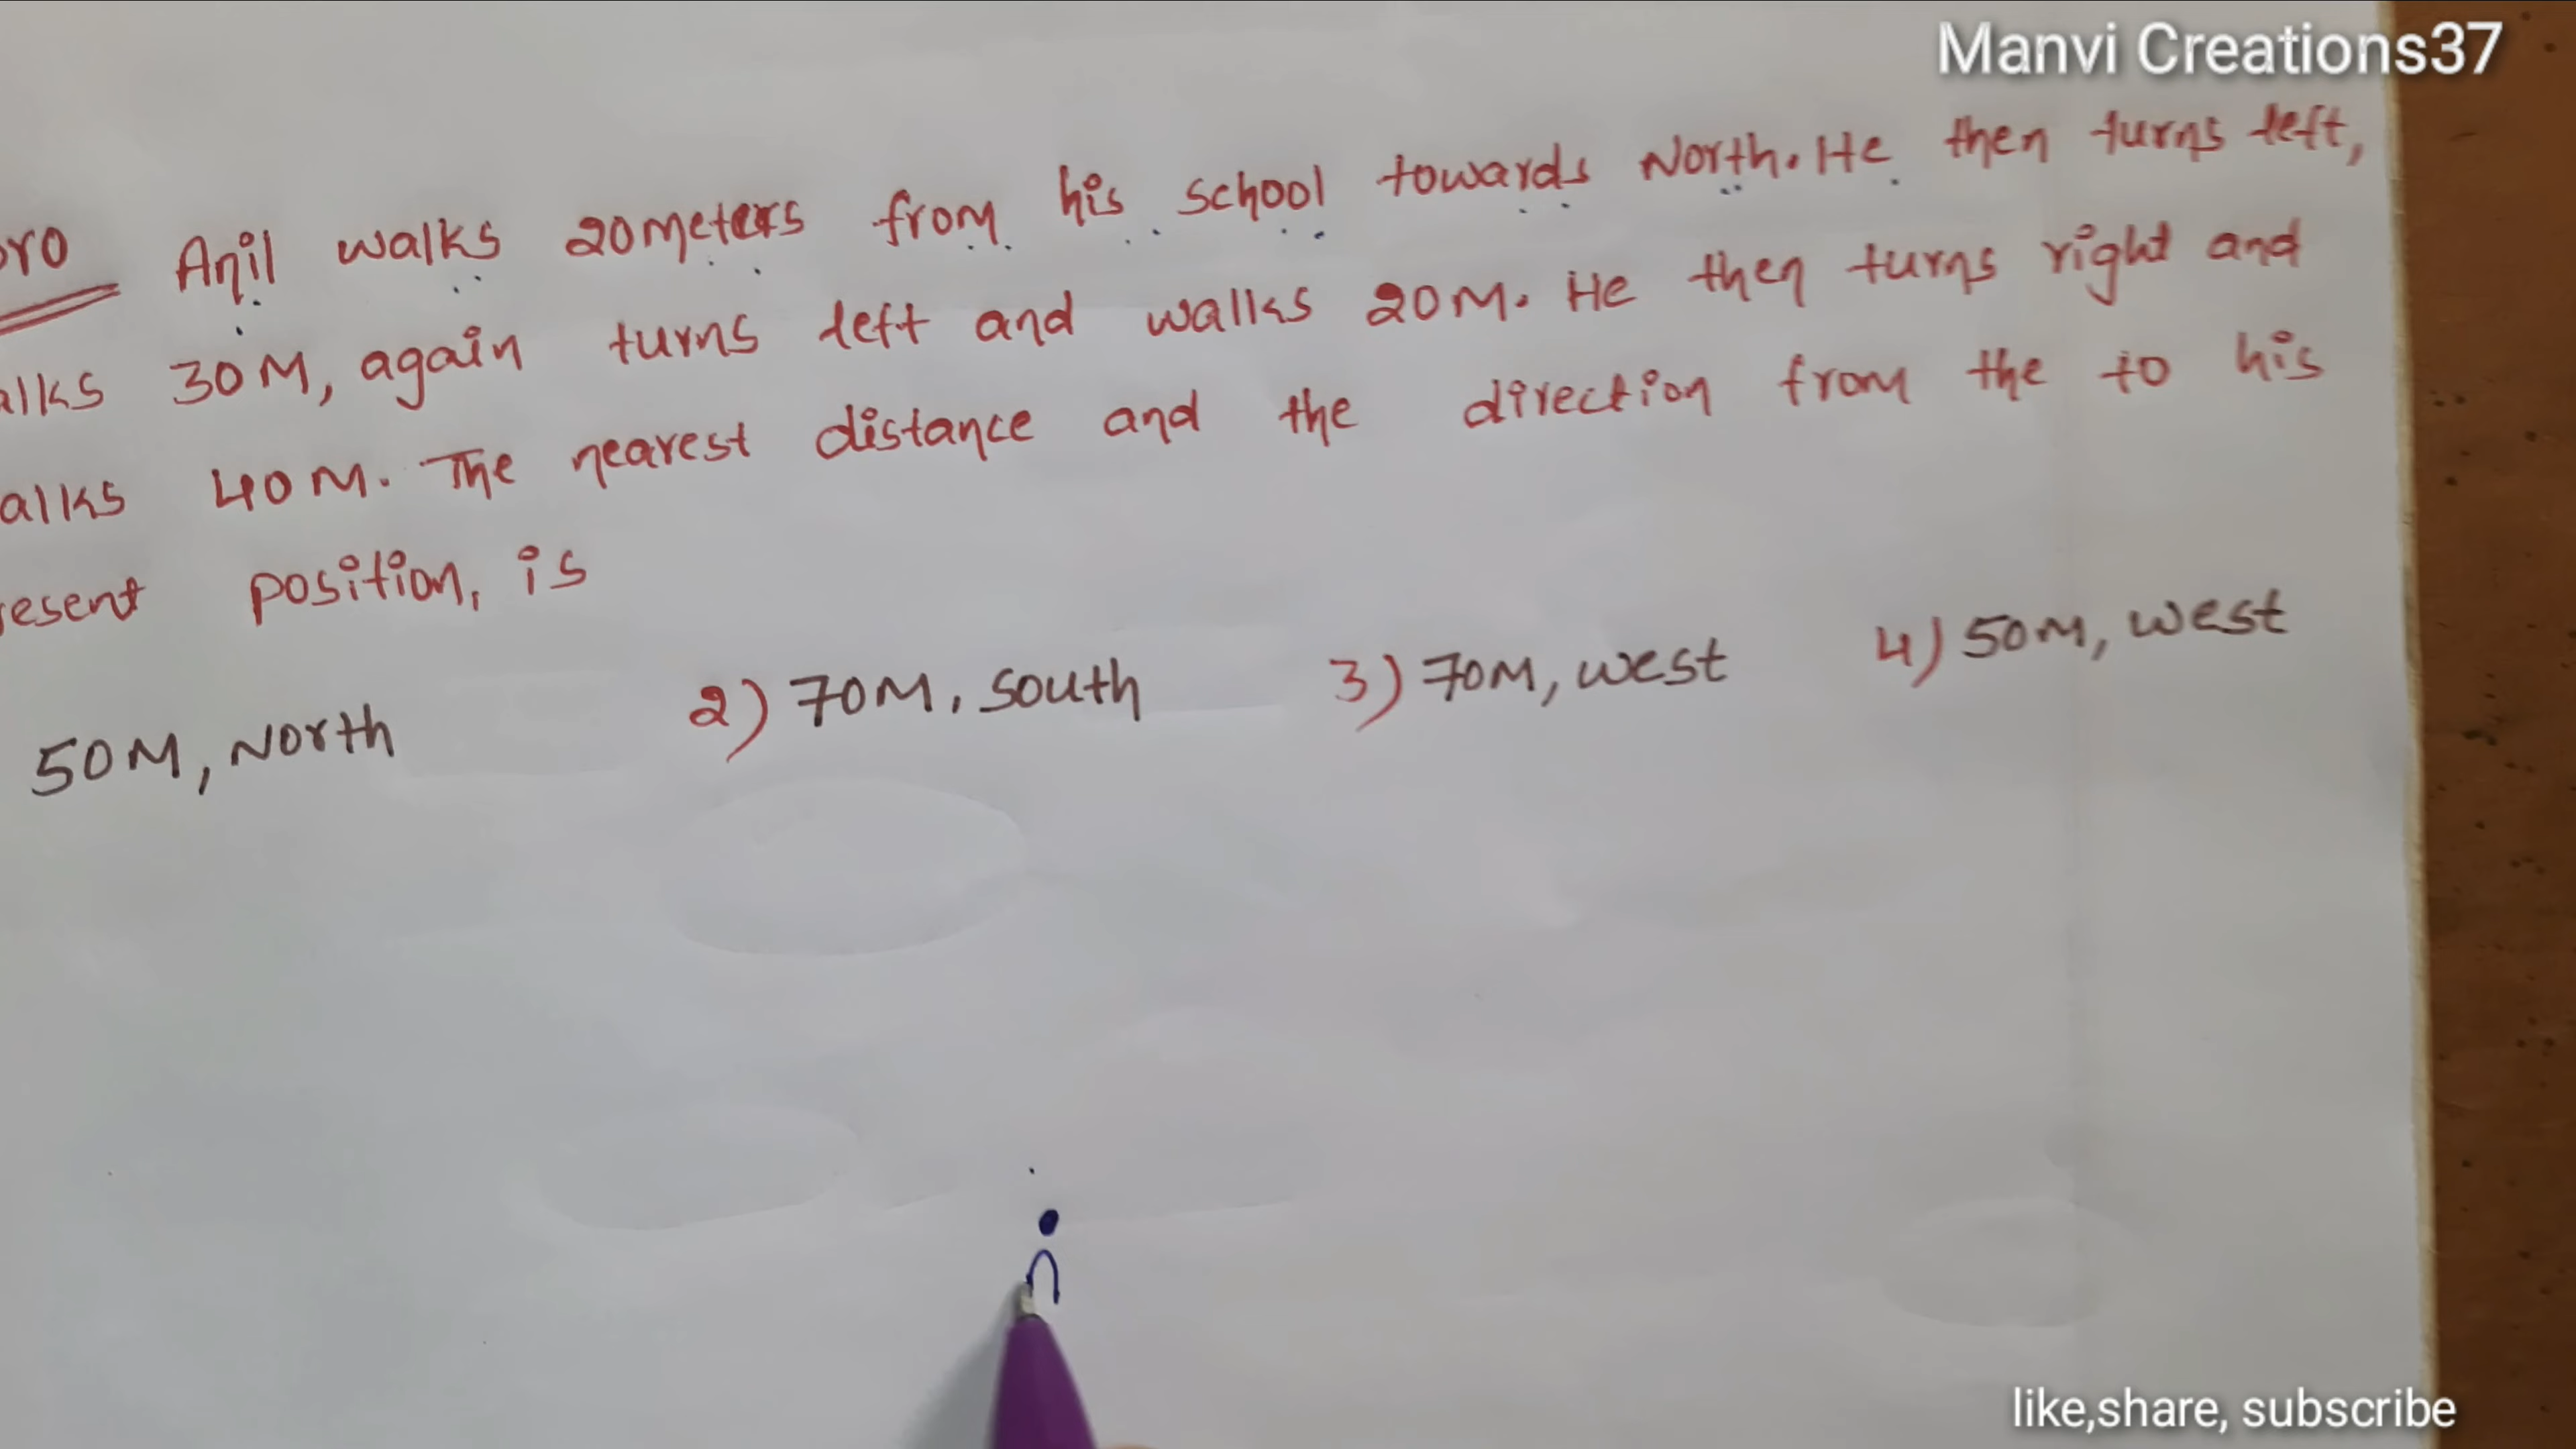 Manvi Creations37
pro Anil walks 20meters from his school towards North. He then turns left,
alks 30M, again turns left and walks 20M. He then turns right and
alks 40M. The nearest distance and the direction from the to his
resent position, is
50M, North 2) 70M, south 3) 70M, west 4) 50M, west
like,share, subscribe